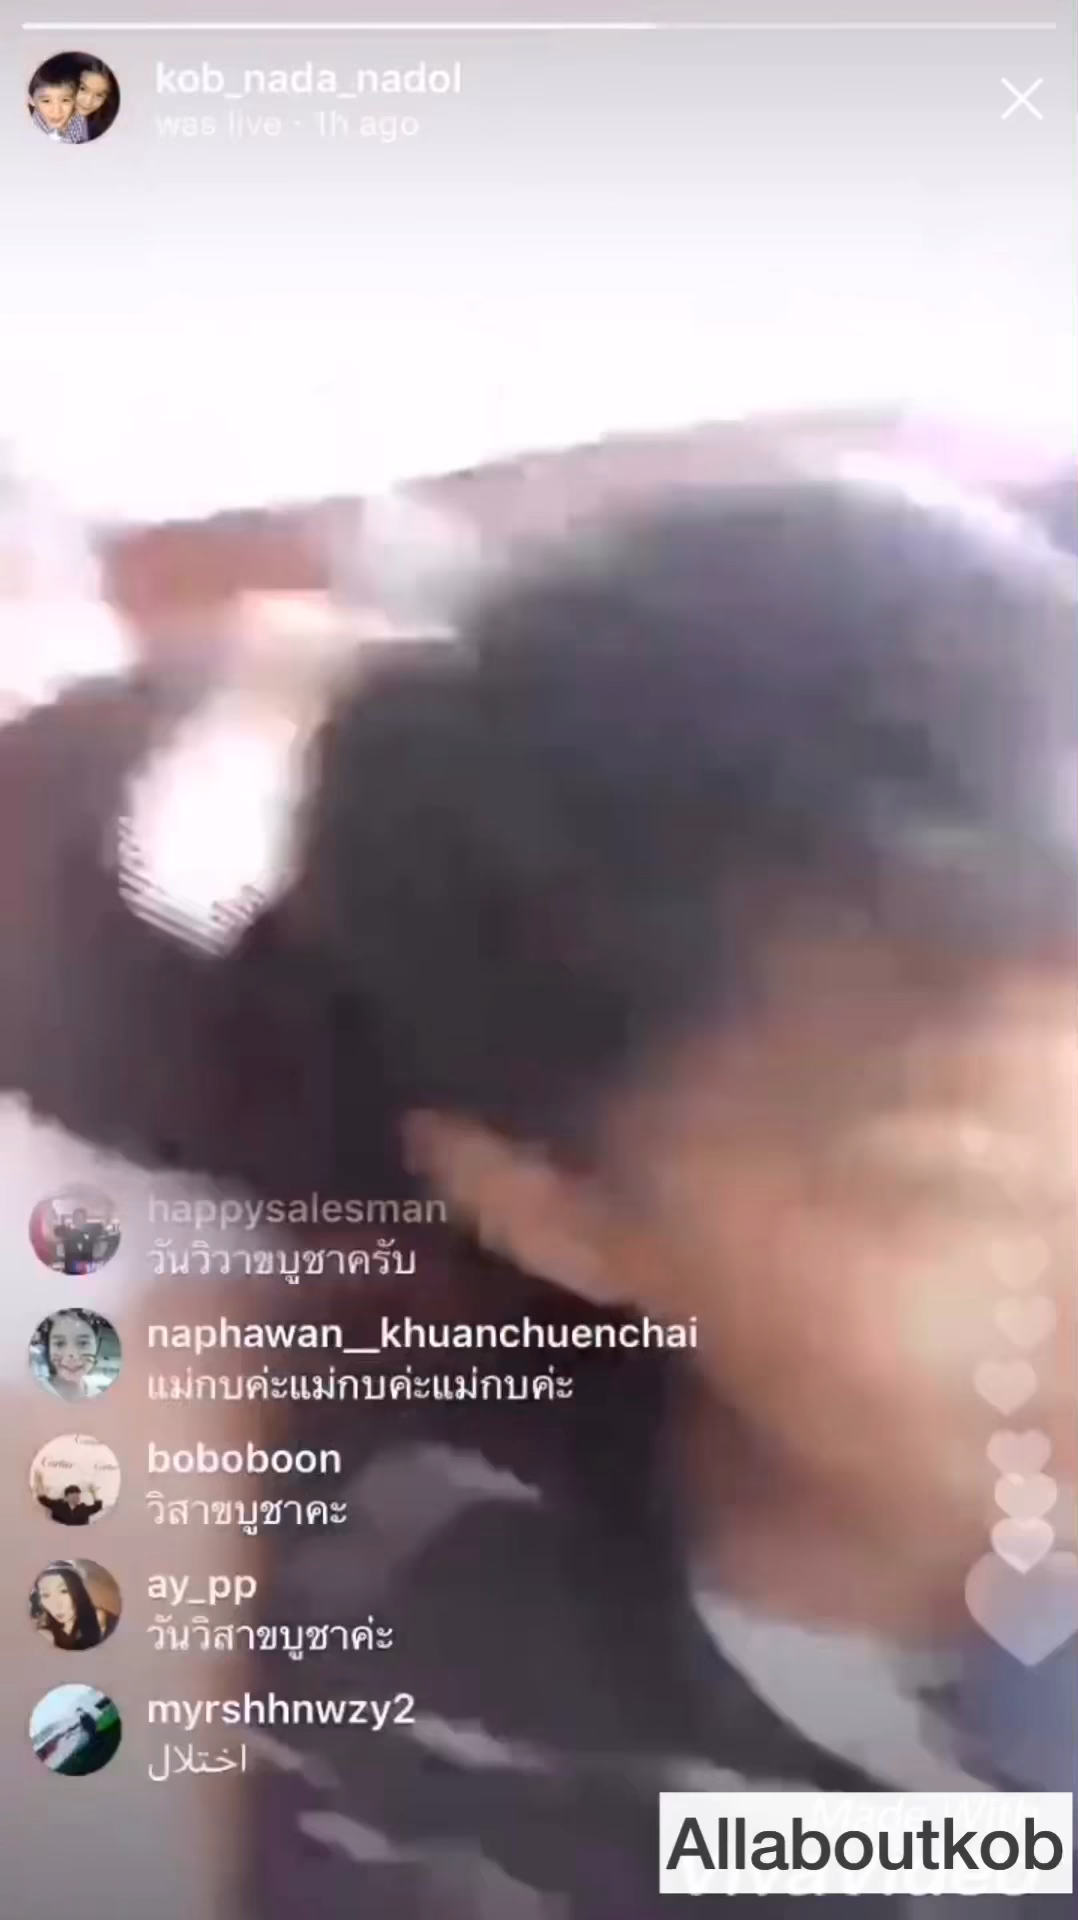 kob_nada_nadol
was live · 1h ago
happysalesman
วันวิวาขบูชาครับ
naphawan__khuanchuenchai
แม่กบค่ะแม่กบค่ะแม่กบค่ะ
boboboon
วิสาขบูชาคะ
ay_pp
วันวิสาขบูชาค่ะ
myrshhnwzy2
اختلال
Made With
Allaboutkob
VivaVideo